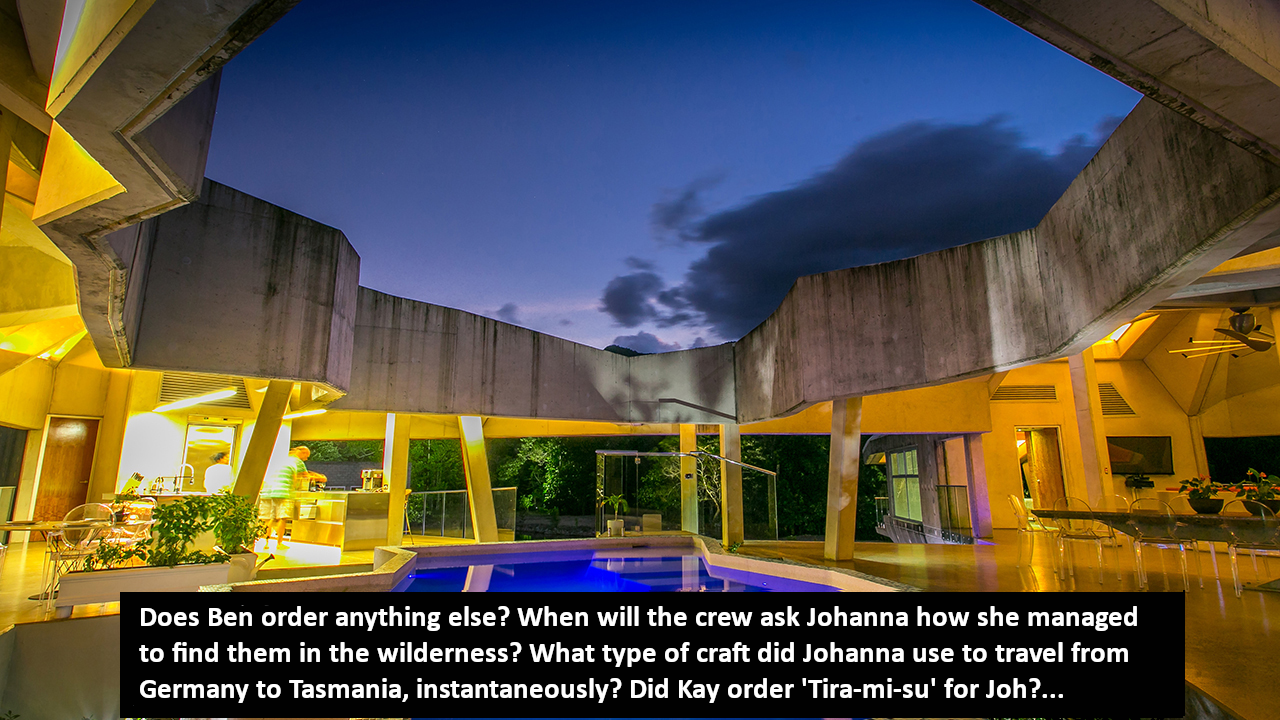 Does Ben order anything else? When will the crew ask Johanna how she managed
to find them in the wilderness? What type of craft did Johanna use to travel from
Germany to Tasmania, instantaneously? Did Kay order 'Tira-mi-su' for Joh?...